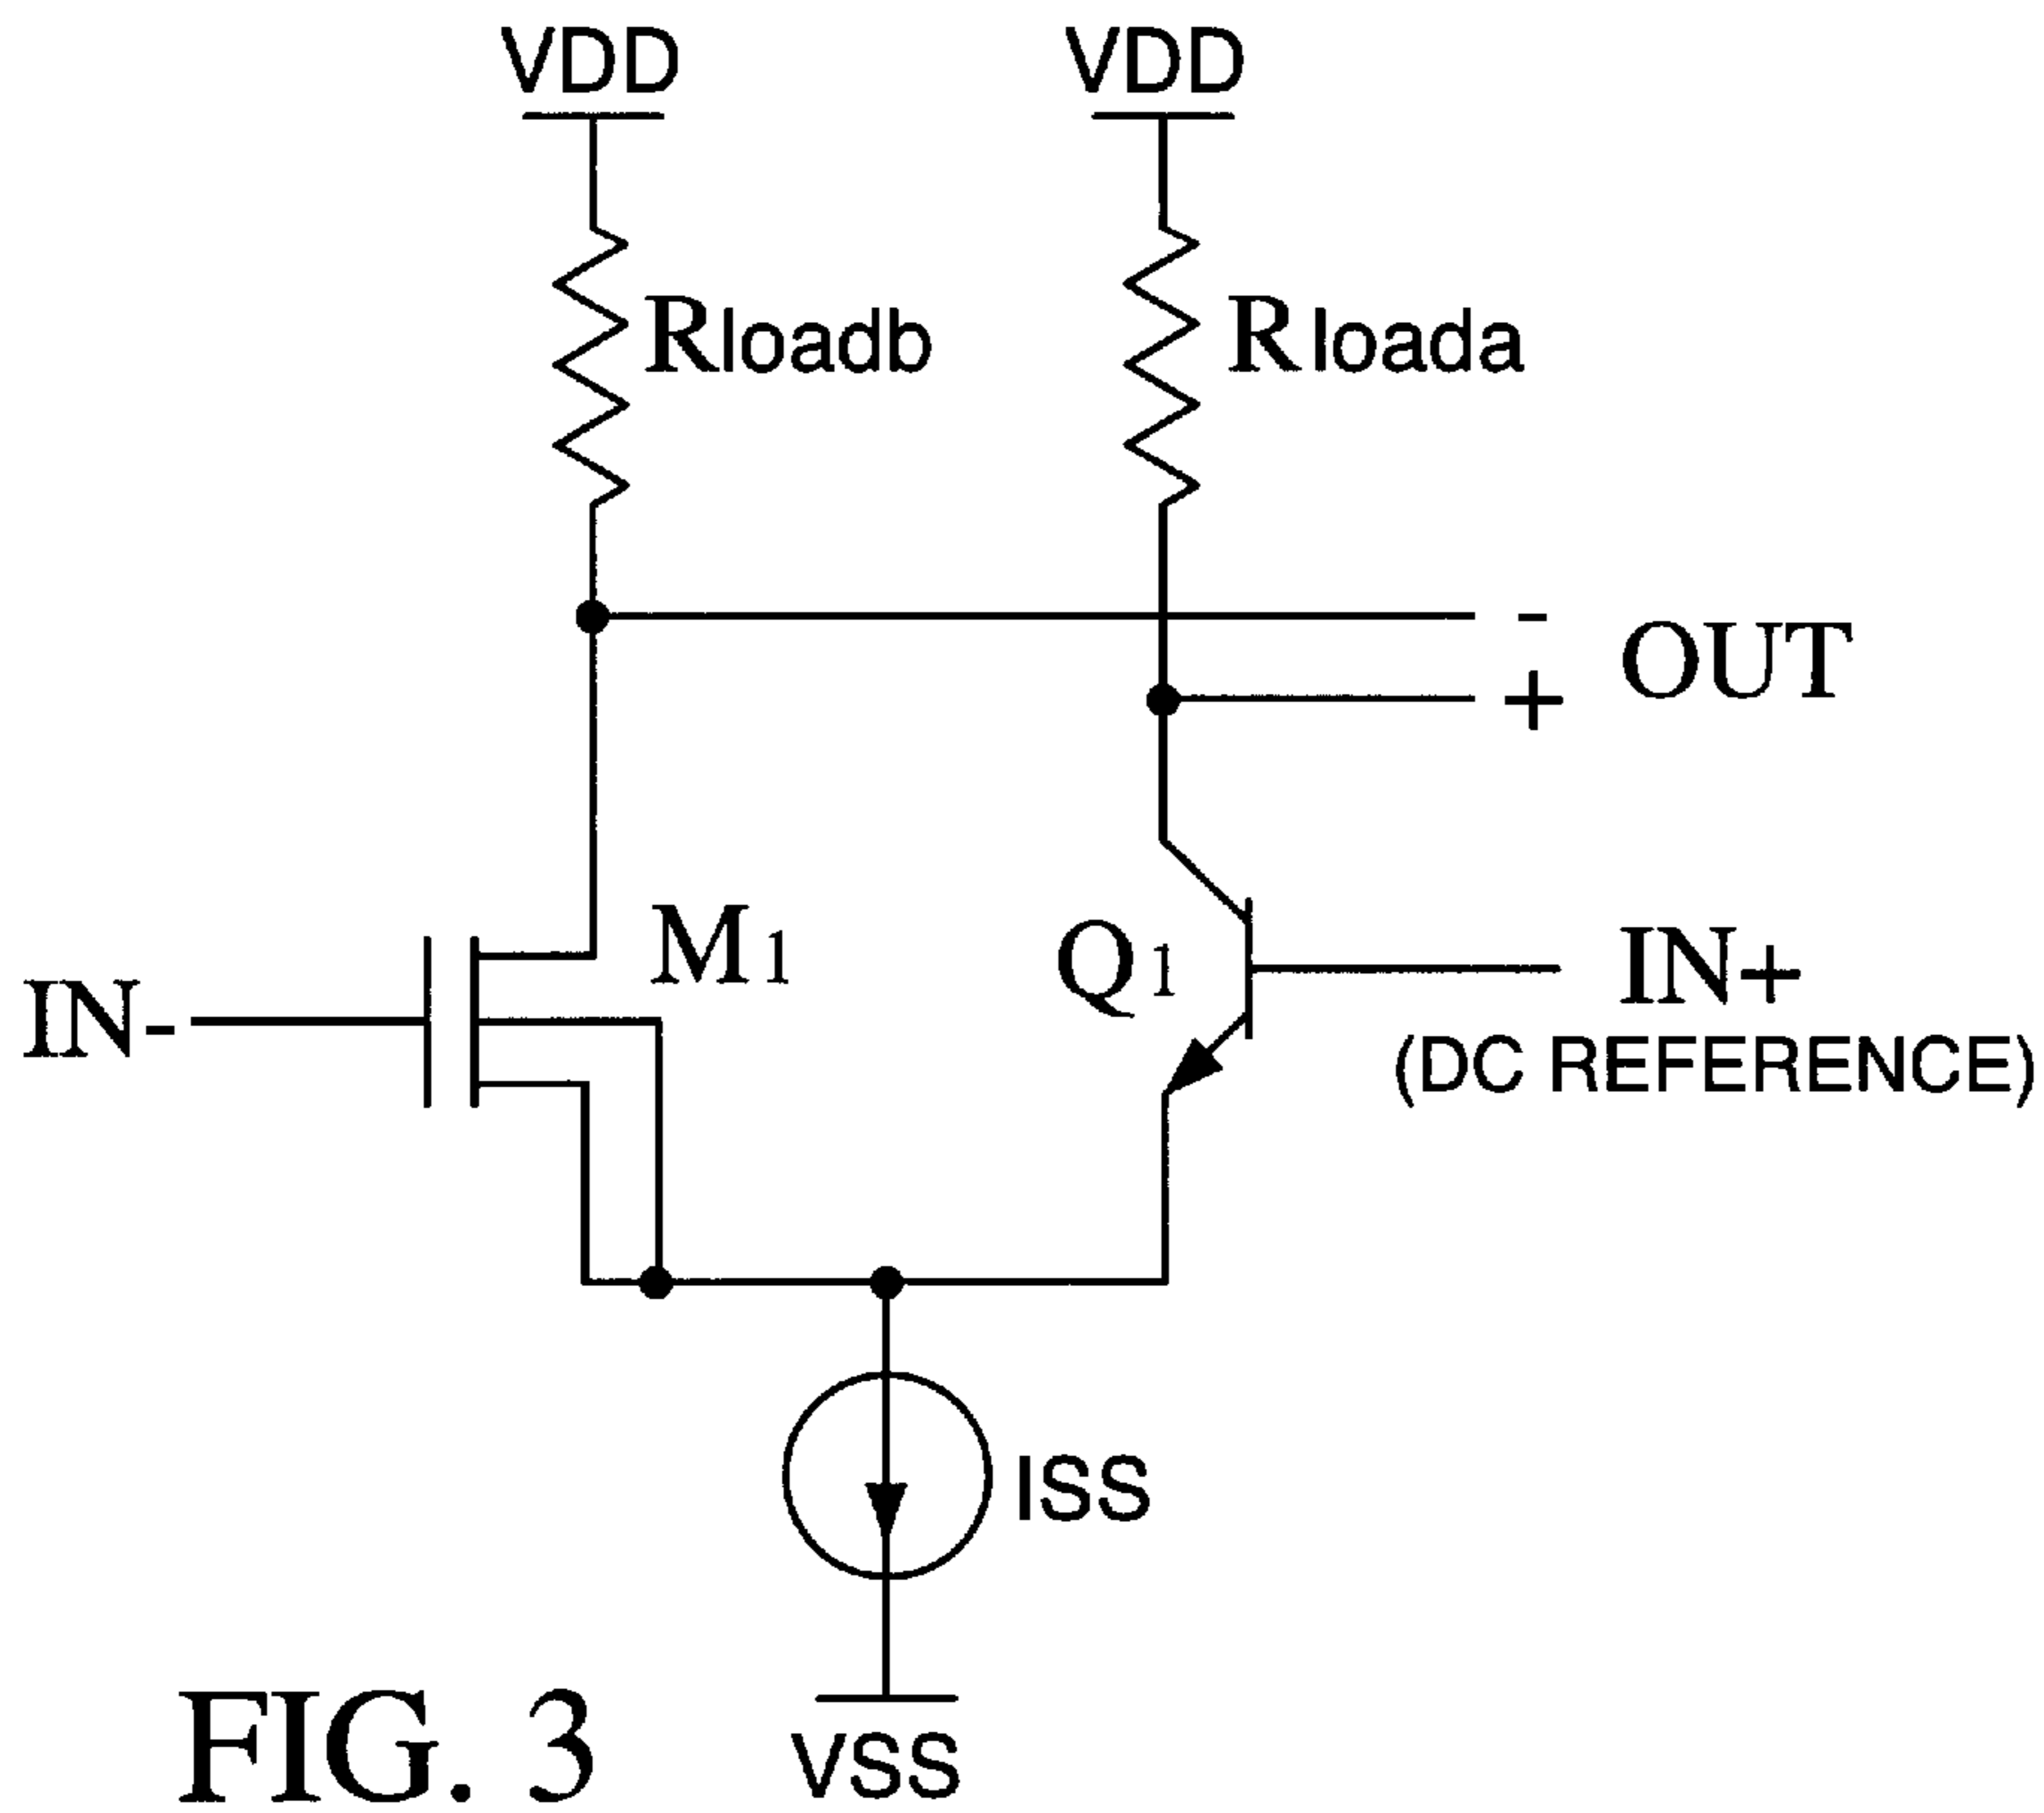 VDD VDD
Rloadb Rloada
-
OUT
+
M1
Q1
IN+
IN-
(DC REFERENCE)
ISS
FIG. 3
VSS